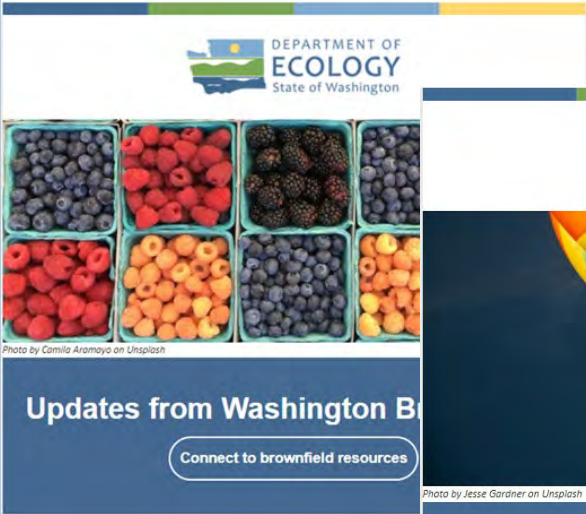 DEPARTMENT OF
ECOLOGY
State of Washington
Photo by Camila Aramayo on Unsplash
Updates from Washington
Connect to brownfield resources
Photo by Jesse Gardner on Unsplash